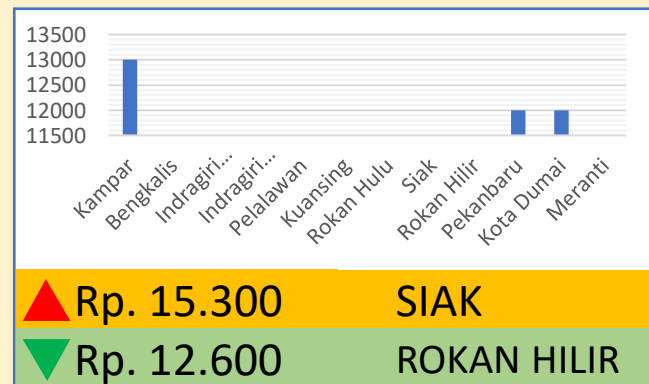 13500
13000
12500
12000
11500
Kampar
Bengkalis
Indragiri...
Indragiri...
Pelalawan
Kuansing
Rokan Hulu
Siak
Rokan Hilir
Pekanbaru
Kota Dumai
Meranti
Rp. 15.300 SIAK
Rp. 12.600 ROKAN HILIR